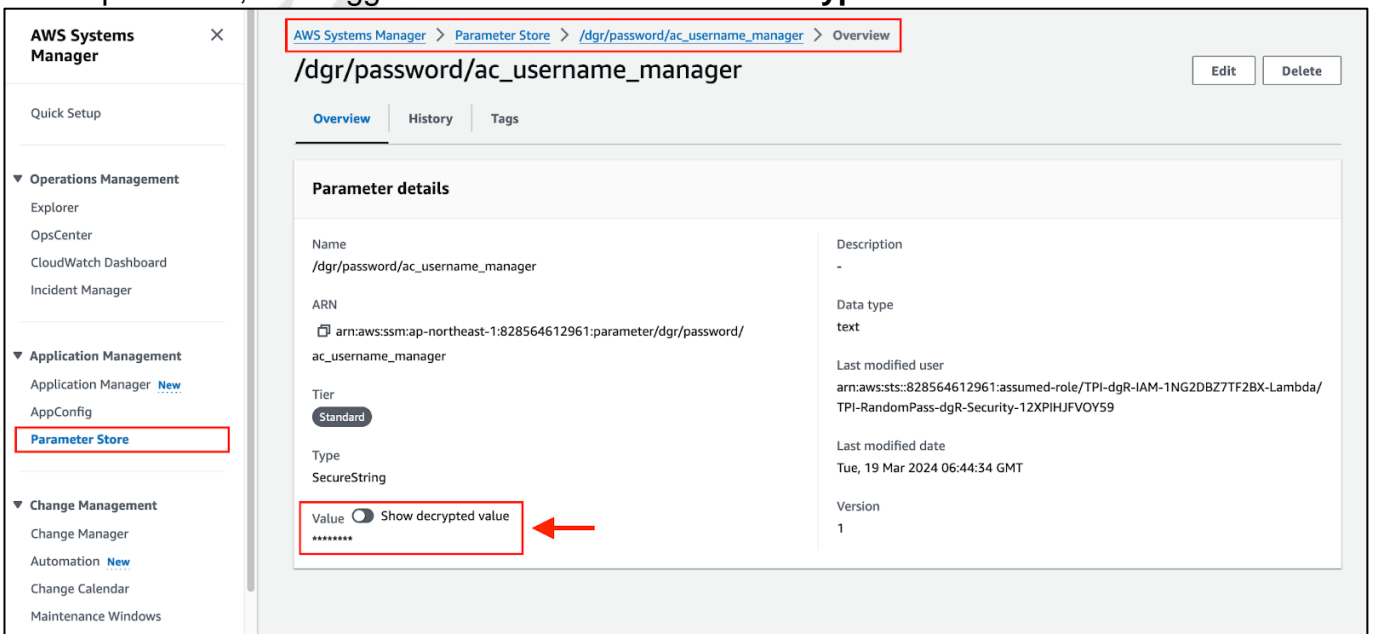 AWS Systems Manager
Quick Setup
Operations Management
Explorer
OpsCenter
CloudWatch Dashboard
Incident Manager
Application Management
Application Manager New
AppConfig
Parameter Store
Change Management
Change Manager
Automation New
Change Calendar
Maintenance Windows
AWS Systems Manager > Parameter Store > /dgr/password/ac_username_manager > Overview
/dgr/password/ac_username_manager
Edit
Delete
Overview
History
Tags
Parameter details
Name
/dgr/password/ac_username_manager
ARN
arn:aws:ssm:ap-northeast-1:828564612961:parameter/dgr/password/
ac_username_manager
Tier
Standard
Type
SecureString
Value Show decrypted value
********
Description
-
Data type
text
Last modified user
arn:aws:sts::828564612961:assumed-role/TPI-dgR-IAM-1NG2DBZ7TF2BX-Lambda/
TPI-RandomPass-dgR-Security-12XPIHJFVOY59
Last modified date
Tue, 19 Mar 2024 06:44:34 GMT
Version
1